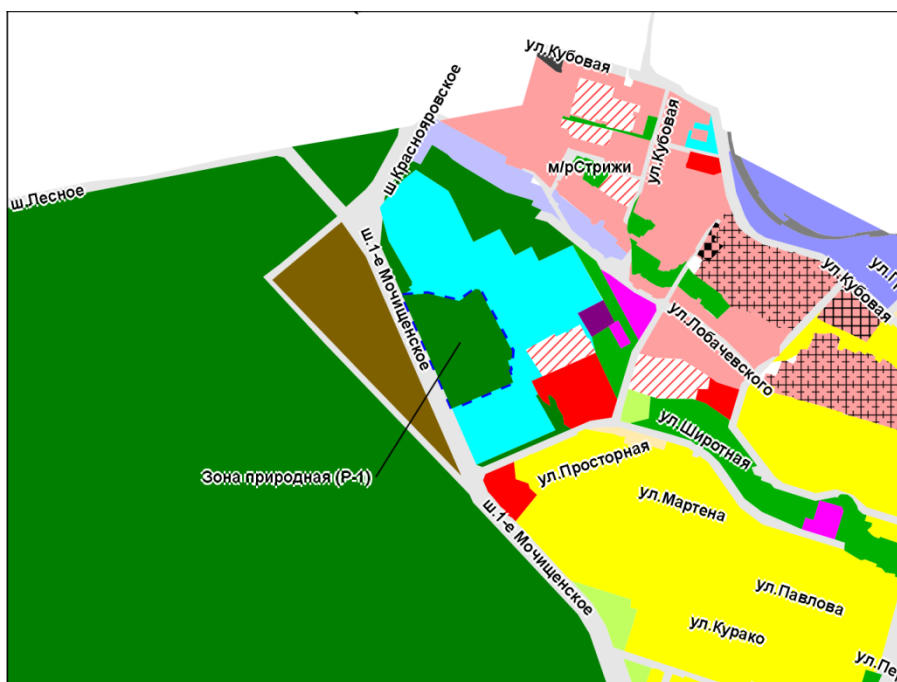 ул.Кубовая
ш.Краснояровское
ул.Кубовая
м/рСтрижи
ш.Лесное
ш.1-е Мочищенское
ул.Кубовая
ул.Лобачевского
ул.Широтная
Зона природная (Р-1)
ул.Просторная
ул.Мартена
ш.1-е Мочищенское
ул.Павлова
ул.Курако